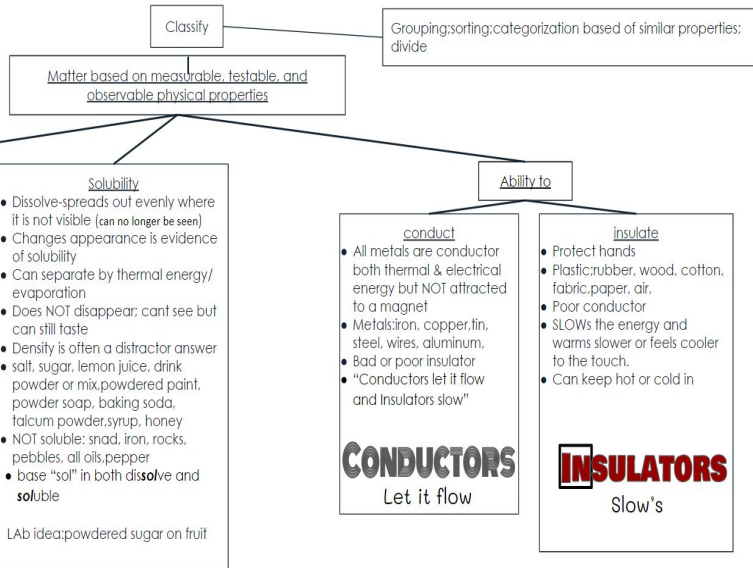 Classify
Grouping;sorting;categorization based of similar properties;
divide
Matter based on measurable, testable, and
observable physical properties
Solubility
• Dissolve-spreads out evenly where
it is not visible (can no longer be seen)
• Changes appearance is evidence
of solubility
• Can separate by thermal energy/
evaporation
• Does NOT disappear; cant see but
can still taste
• Density is often a distractor answer
• salt, sugar, lemon juice, drink
powder or mix,powdered paint,
powder soap, baking soda,
talcum powder,syrup, honey
• NOT soluble: snad, iron, rocks,
pebbles, all oils,pepper
• base “sol” in both dissolve and
soluble
LAb idea:powdered sugar on fruit
Ability to
conduct
• All metals are conductor
both thermal & electrical
energy but NOT attracted
to a magnet
• Metals:iron, copper,tin,
steel, wires, aluminum,
• Bad or poor insulator
• “Conductors let it flow
and Insulators slow”
CONDUCTORS
Let it flow
insulate
• Protect hands
• Plastic;rubber, wood, cotton,
fabric,paper, air,
• Poor conductor
• SLOWs the energy and
warms slower or feels cooler
to the touch.
• Can keep hot or cold in
INSULATORS
Slow's